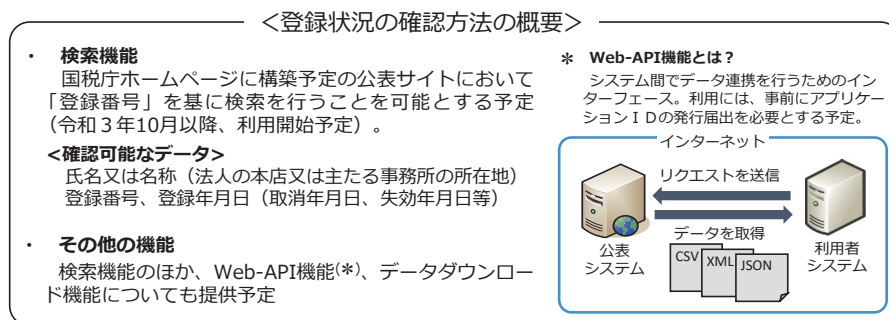 ＜登録状況の確認方法の概要＞
・ 検索機能
国税庁ホームページに構築予定の公表サイトにおいて
「登録番号」を基に検索を行うことを可能とする予定
（令和３年10月以降、利用開始予定）。
<確認可能なデータ>
氏名又は名称（法人の本店又は主たる事務所の所在地）
登録番号、登録年月日（取消年月日、失効年月日等）
・ その他の機能
検索機能のほか、Web-API機能(＊)、データダウンロー
ド機能についても提供予定
＊ Web-API機能とは？
システム間でデータ連携を行うためのイン
ターフェース。利用には、事前にアプリケー
ションＩＤの発行届出を必要とする予定。
インターネット
リクエストを送信
データを取得
公表
システム
CSV
XML
JSON
利用者
システム